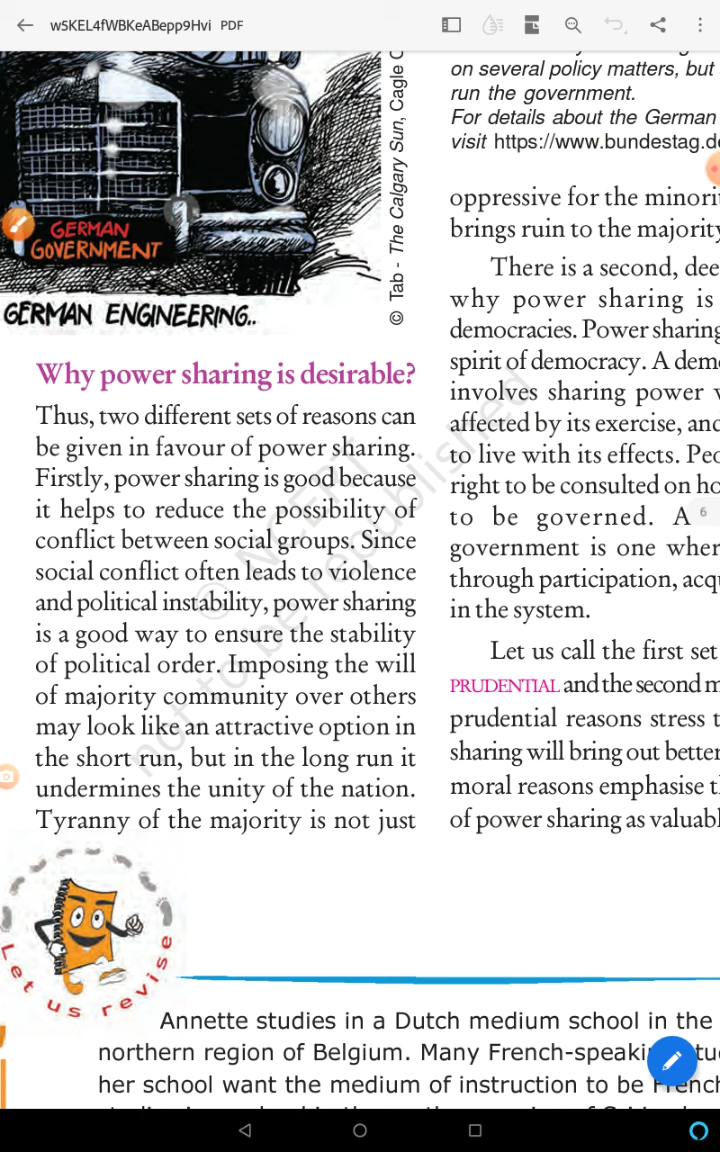 wSKEL4fWBKeABepp9Hvi PDF
GERMAN
GOVERNMENT
GERMAN ENGINEERING..
© Tab - The Calgary Sun, Cagle C
Why power sharing is desirable?
Thus, two different sets of reasons can
be given in favour of power sharing.
Firstly, power sharing is good because
it helps to reduce the possibility of
conflict between social groups. Since
social conflict often leads to violence
and political instability, power sharing
is a good way to ensure the stability
of political order. Imposing the will
of majority community over others
may look like an attractive option in
the short run, but in the long run it
undermines the unity of the nation.
Tyranny of the majority is not just
on several policy matters, but
run the government.
For details about the German
visit https://www.bundestag.de
oppressive for the minorit
brings ruin to the majority
There is a second, dee
why power sharing is
democracies. Power sharing
spirit of democracy. A demo
involves sharing power w
affected by its exercise, and
to live with its effects. Peo
right to be consulted on ho
to be governed. A
6
government is one wher
through participation, acqu
in the system.
Let us call the first set
PRUDENTIAL and the second m
prudential reasons stress t
sharing will bring out better
moral reasons emphasise th
of power sharing as valuabl
© NCERT
not to be republished
Let us revise
Annette studies in a Dutch medium school in the
northern region of Belgium. Many French-speaking stu
her school want the medium of instruction to be French